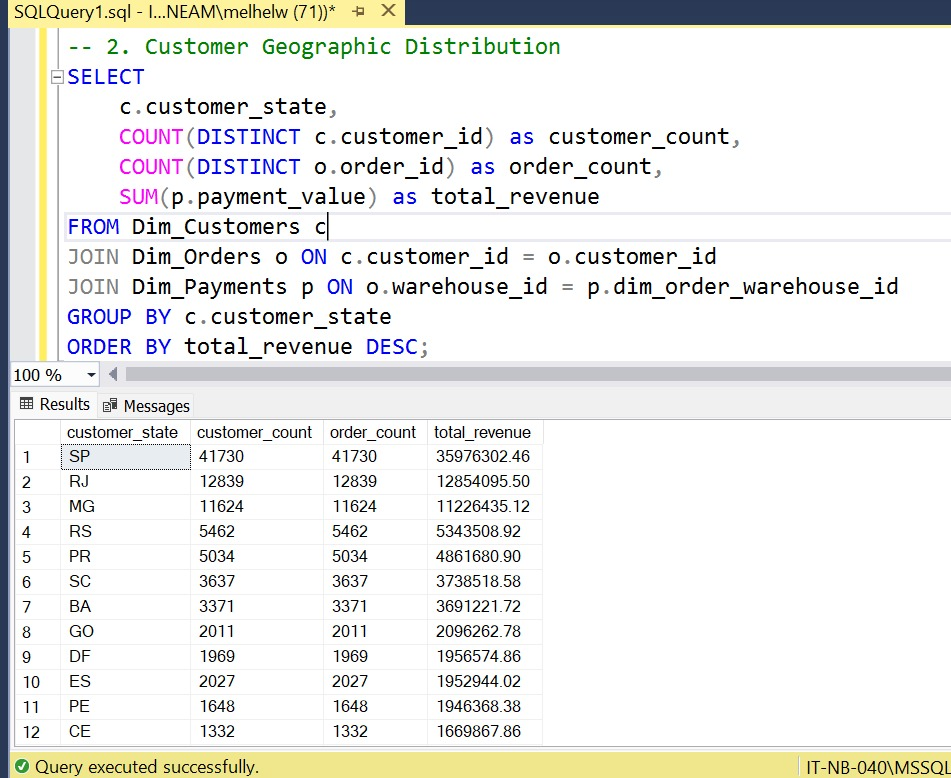 SQLQuery1.sql - I...NEAM\melhelw (71))*
-- 2. Customer Geographic Distribution
SELECT
c.customer_state,
COUNT(DISTINCT c.customer_id) as customer_count,
COUNT(DISTINCT o.order_id) as order_count,
SUM(p.payment_value) as total_revenue
FROM Dim_Customers c
JOIN Dim_Orders o ON c.customer_id = o.customer_id
JOIN Dim_Payments p ON o.warehouse_id = p.dim_order_warehouse_id
GROUP BY c.customer_state
ORDER BY total_revenue DESC;
100 %
Results Messages
customer_state customer_count order_count total_revenue
1 SP 41730 41730 35976302.46
2 RJ 12839 12839 12854095.50
3 MG 11624 11624 11226435.12
4 RS 5462 5462 5343508.92
5 PR 5034 5034 4861680.90
6 SC 3637 3637 3738518.58
7 BA 3371 3371 3691221.72
8 GO 2011 2011 2096262.78
9 DF 1969 1969 1956574.86
10 ES 2027 2027 1952944.02
11 PE 1648 1648 1946368.38
12 CE 1332 1332 1669867.86
Query executed successfully. IT-NB-040\MSSQL